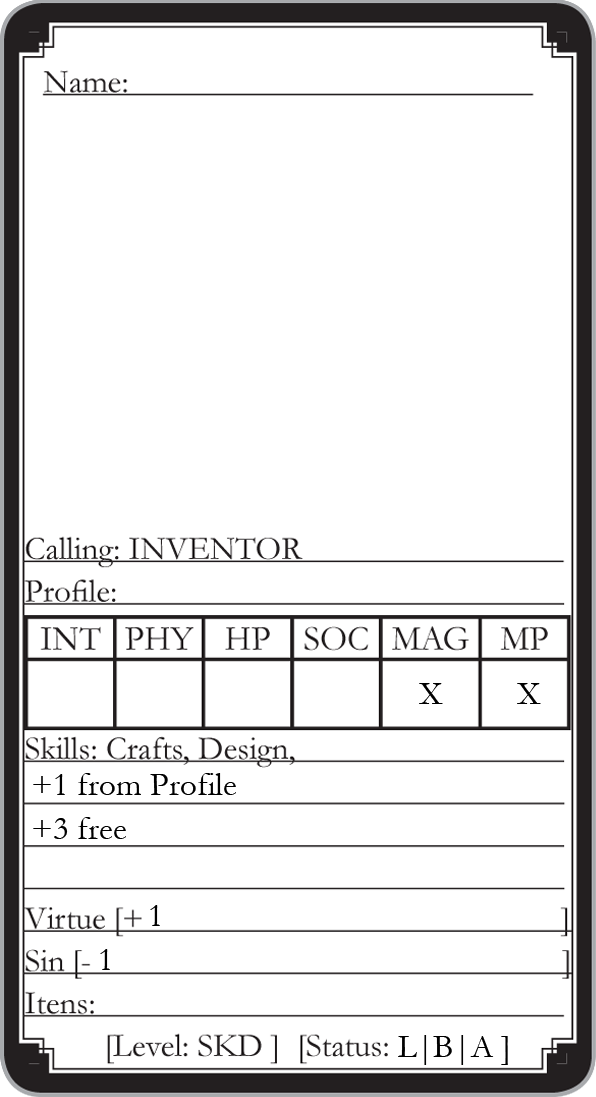 Name:
Calling: INVENTOR
Profile:
INT PHY HP SOC MAG MP
X X
Skills: Crafts, Design,
+1 from Profile
+3 free
Virtue [+ 1 ]
Sin [- 1 ]
Itens:
[Level: SKD ] [Status: L|B|A ]